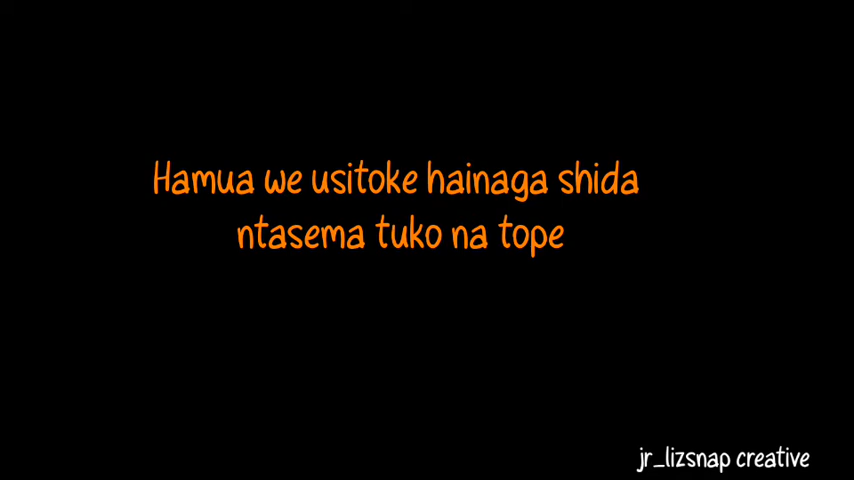 Hamua we usitoke hainaga shida
ntasema tuko na tope
jr_lizsnap creative